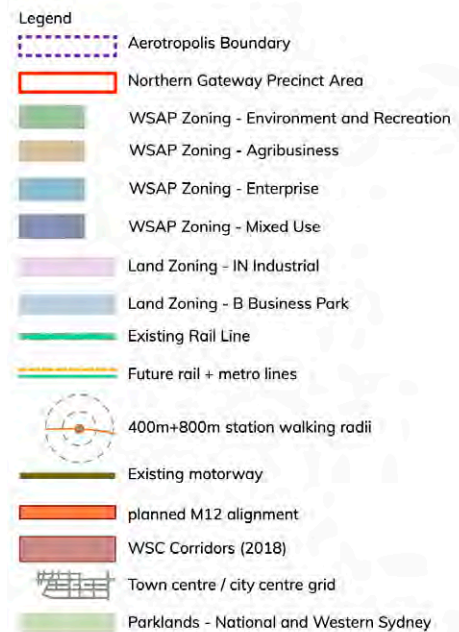 Legend
Aerotropolis Boundary
Northern Gateway Precinct Area
WSAP Zoning - Environment and Recreation
WSAP Zoning - Agribusiness
WSAP Zoning - Enterprise
WSAP Zoning - Mixed Use
Land Zoning - IN Industrial
Land Zoning - B Business Park
Existing Rail Line
Future rail + metro lines
400m+800m station walking radii
Existing motorway
planned M12 alignment
WSC Corridors (2018)
Town centre / city centre grid
Parklands - National and Western Sydney